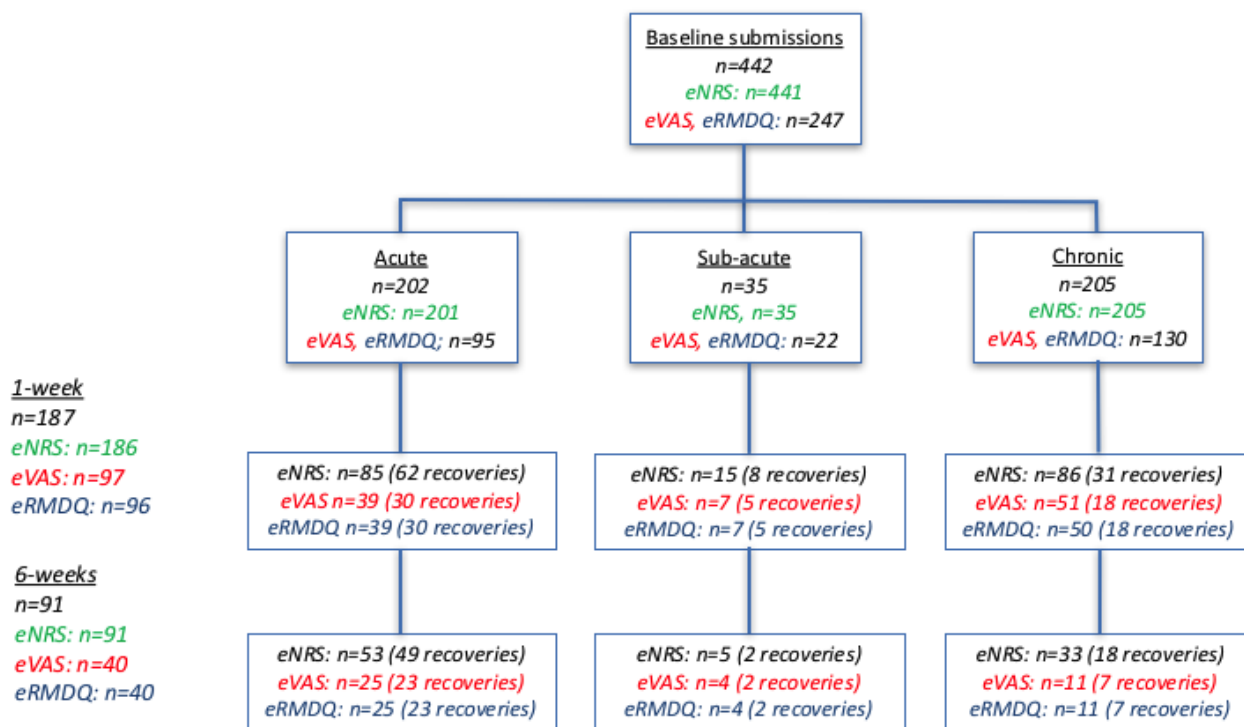 Baseline submissions
n=442
eNRS: n=441
eVAS, eRMDQ: n=247
Acute
n=202
eNRS: n=201
eVAS, eRMDQ; n=95
Sub-acute
n=35
eNRS, n=35
eVAS, eRMDQ: n=22
Chronic
n=205
eNRS: n=205
eVAS, eRMDQ: n=130
1-week
n=187
eNRS: n=186
eVAS: n=97
eRMDQ: n=96
eNRS: n=85 (62 recoveries)
eVAS n=39 (30 recoveries)
eRMDQ n=39 (30 recoveries)
eNRS: n=15 (8 recoveries)
eVAS: n=7 (5 recoveries)
eRMDQ: n=7 (5 recoveries)
eNRS: n=86 (31 recoveries)
eVAS: n=51 (18 recoveries)
eRMDQ: n=50 (18 recoveries)
6-weeks
n=91
eNRS: n=91
eVAS: n=40
eRMDQ: n=40
eNRS: n=53 (49 recoveries)
eVAS: n=25 (23 recoveries)
eRMDQ: n=25 (23 recoveries)
eNRS: n=5 (2 recoveries)
eVAS: n=4 (2 recoveries)
eRMDQ: n=4 (2 recoveries)
eNRS: n=33 (18 recoveries)
eVAS: n=11 (7 recoveries)
eRMDQ: n=11 (7 recoveries)